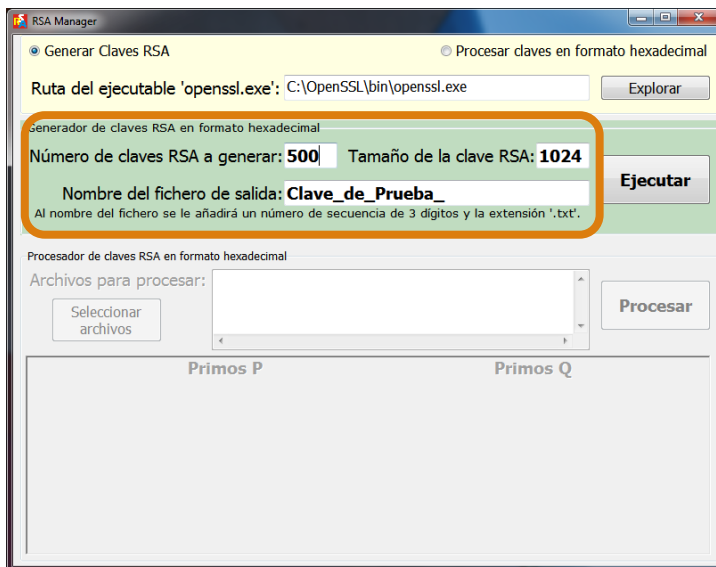 RSA Manager
Generar Claves RSA
Procesar claves en formato hexadecimal
Ruta del ejecutable 'openssl.exe': C:\OpenSSL\bin\openssl.exe Explorar
Generador de claves RSA en formato hexadecimal
Número de claves RSA a generar: 500 Tamaño de la clave RSA: 1024
Nombre del fichero de salida: Clave_de_Prueba_
Ejecutar
Al nombre del fichero se le añadirá un número de secuencia de 3 dígitos y la extensión '.txt'.
Procesador de claves RSA en formato hexadecimal
Archivos para procesar:
Seleccionar
archivos
Procesar
Primos P Primos Q